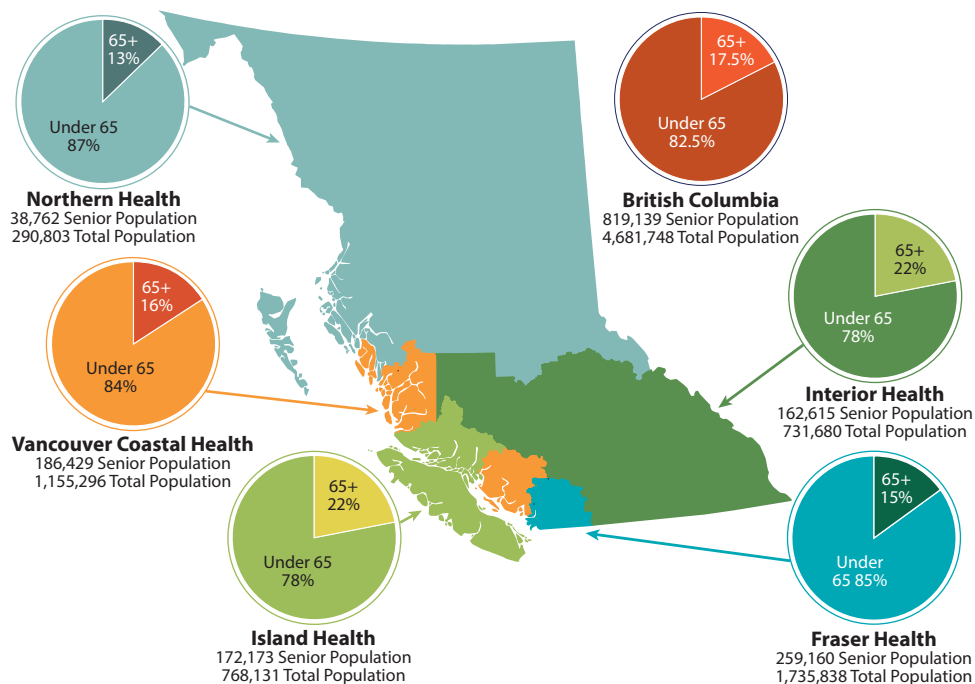 65+
13%
Under 65
87%
Northern Health
38,762 Senior Population
290,803 Total Population
65+
17.5%
Under 65
82.5%
British Columbia
819,139 Senior Population
4,681,748 Total Population
65+
16%
Under 65
84%
Vancouver Coastal Health
186,429 Senior Population
1,155,296 Total Population
65+
22%
Under 65
78%
Interior Health
162,615 Senior Population
731,680 Total Population
65+
22%
Under 65
78%
Island Health
172,173 Senior Population
768,131 Total Population
65+
15%
Under
65 85%
Fraser Health
259,160 Senior Population
1,735,838 Total Population